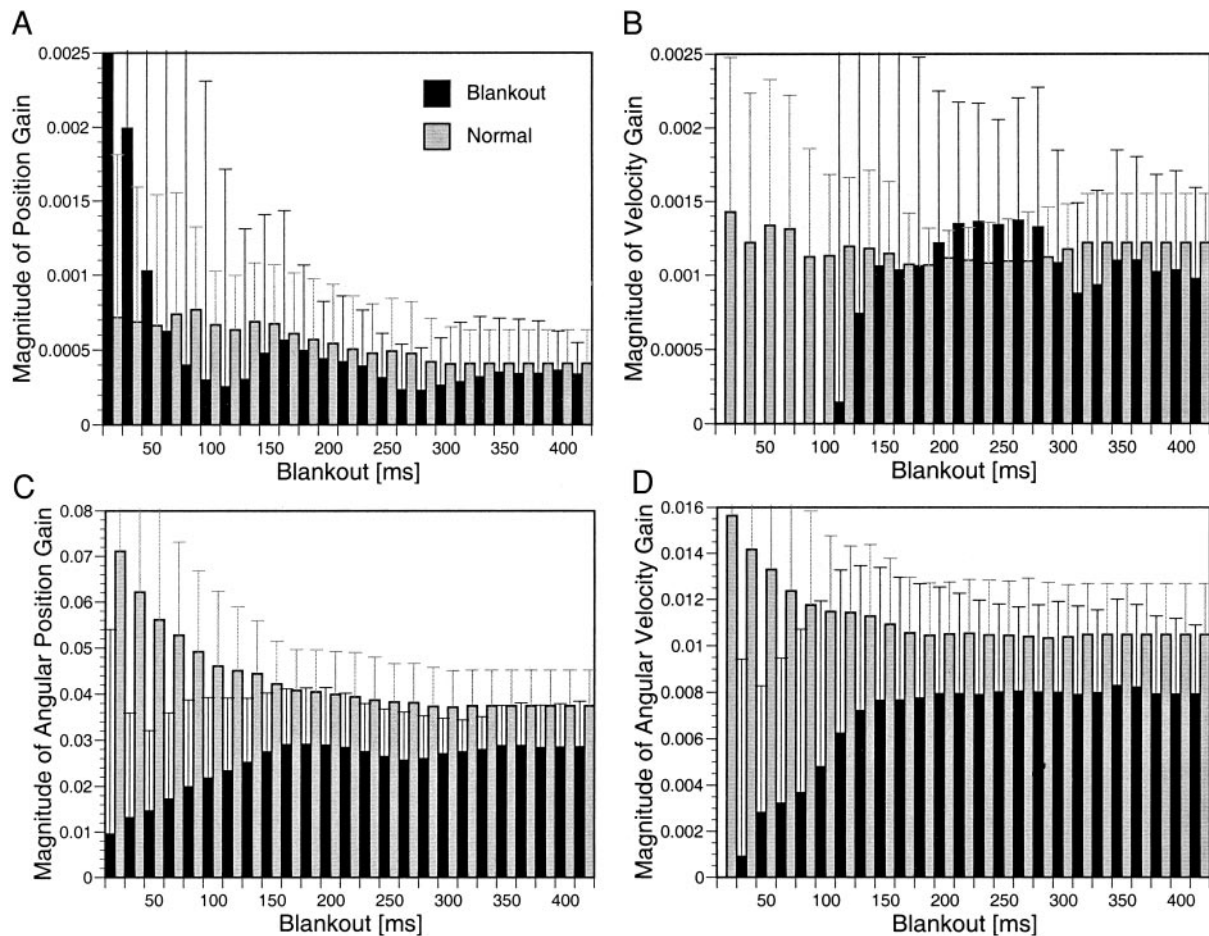 A
Magnitude of Position Gain
0.0025
0.002
0.0015
0.001
0.0005
0
Blankout
Normal
50 100 150 200 250 300 350 400
Blankout [ms]
B
Magnitude of Velocity Gain
0.0025
0.002
0.0015
0.001
0.0005
0
50 100 150 200 250 300 350 400
Blankout [ms]
C
Magnitude of Angular Position Gain
0.08
0.07
0.06
0.05
0.04
0.03
0.02
0.01
0
50 100 150 200 250 300 350 400
Blankout [ms]
D
Magnitude of Angular Velocity Gain
0.016
0.014
0.012
0.01
0.008
0.006
0.004
0.002
0
50 100 150 200 250 300 350 400
Blankout [ms]